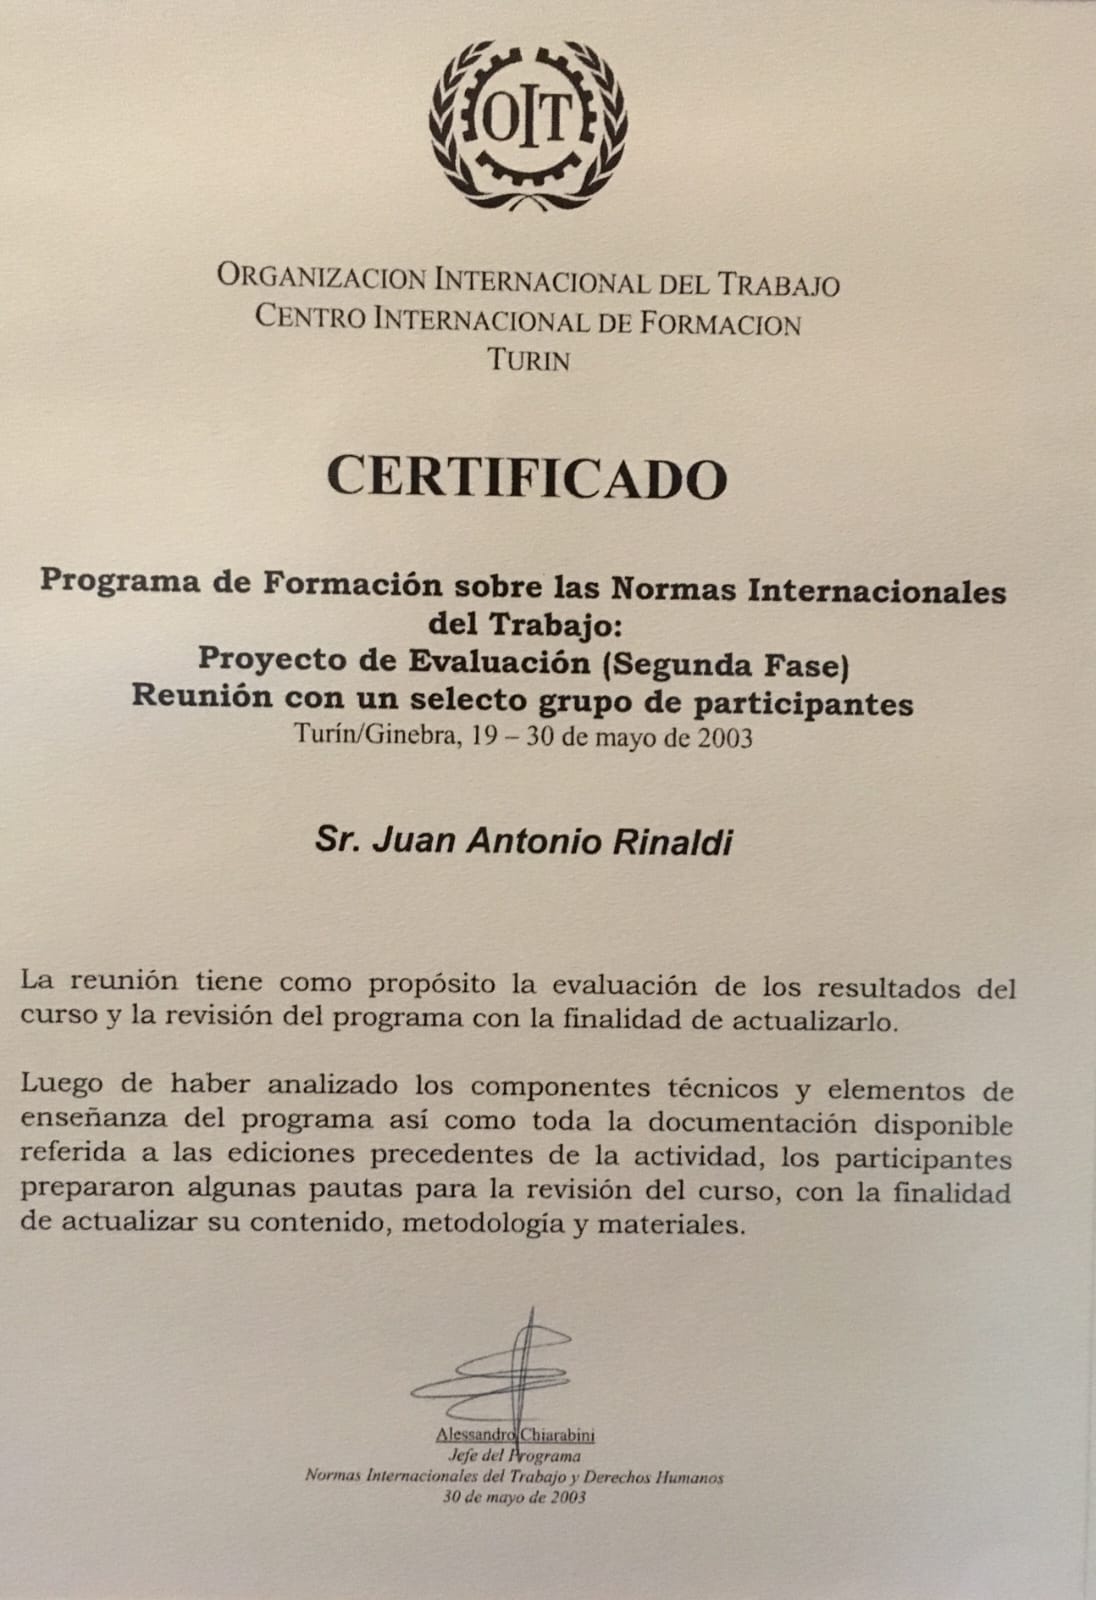 OIT
ORGANIZACION INTERNACIONAL DEL TRABAJO
CENTRO INTERNACIONAL DE FORMACION
TURIN
CERTIFICADO
Programa de Formación sobre las Normas Internacionales
del Trabajo:
Proyecto de Evaluación (Segunda Fase)
Reunión con un selecto grupo de participantes
Turín/Ginebra, 19 – 30 de mayo de 2003
Sr. Juan Antonio Rinaldi
La reunión tiene como propósito la evaluación de los resultados del
curso y la revisión del programa con la finalidad de actualizarlo.
Luego de haber analizado los componentes técnicos y elementos de
enseñanza del programa así como toda la documentación disponible
referida a las ediciones precedentes de la actividad, los participantes
prepararon algunas pautas para la revisión del curso, con la finalidad
de actualizar su contenido, metodología y materiales.
Alessandro Chiarabini
Jefe del Programa
Normas Internacionales del Trabajo y Derechos Humanos
30 de mayo de 2003